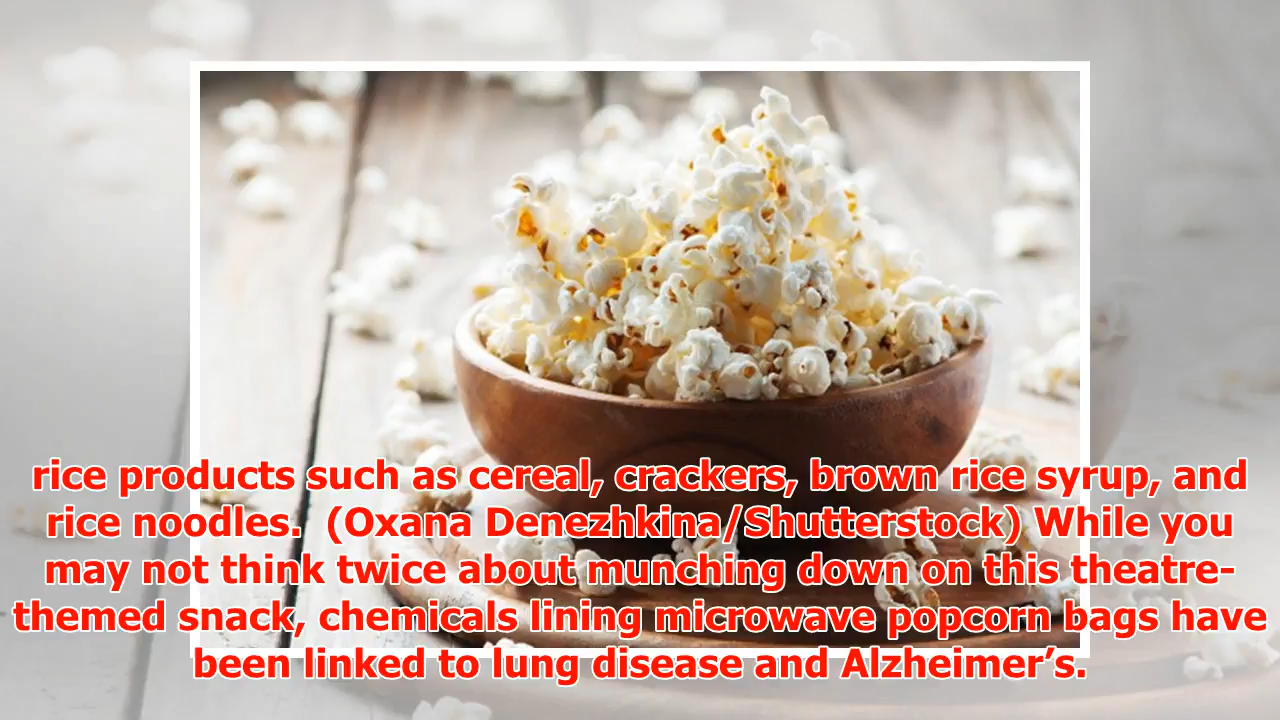 rice products such as cereal, crackers, brown rice syrup, and
rice noodles.  (Oxana Denezhkina/Shutterstock) While you
may not think twice about munching down on this theatre-
themed snack, chemicals lining microwave popcorn bags have
been linked to lung disease and Alzheimer’s.